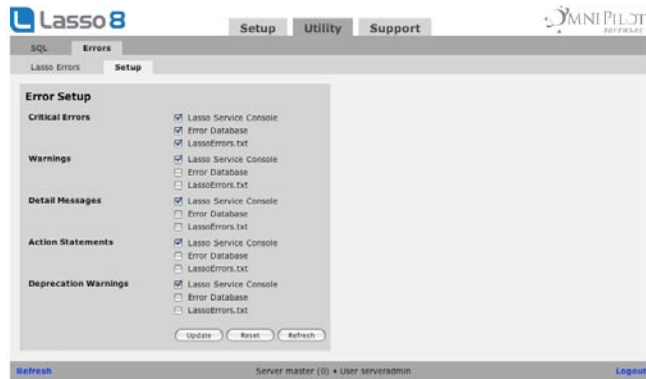 Lasso 8
Setup Utility Support
OMNIPILOT
SOFTWARE
SQL Errors
Lasso Errors Setup
Error Setup
Critical Errors
Lasso Service Console
Error Database
LassoErrors.txt
Warnings
Lasso Service Console
Error Database
LassoErrors.txt
Detail Messages
Lasso Service Console
Error Database
LassoErrors.txt
Action Statements
Lasso Service Console
Error Database
LassoErrors.txt
Deprecation Warnings
Lasso Service Console
Error Database
LassoErrors.txt
Update Reset Refresh
Refresh Server master (0) • User serveradmin Logout